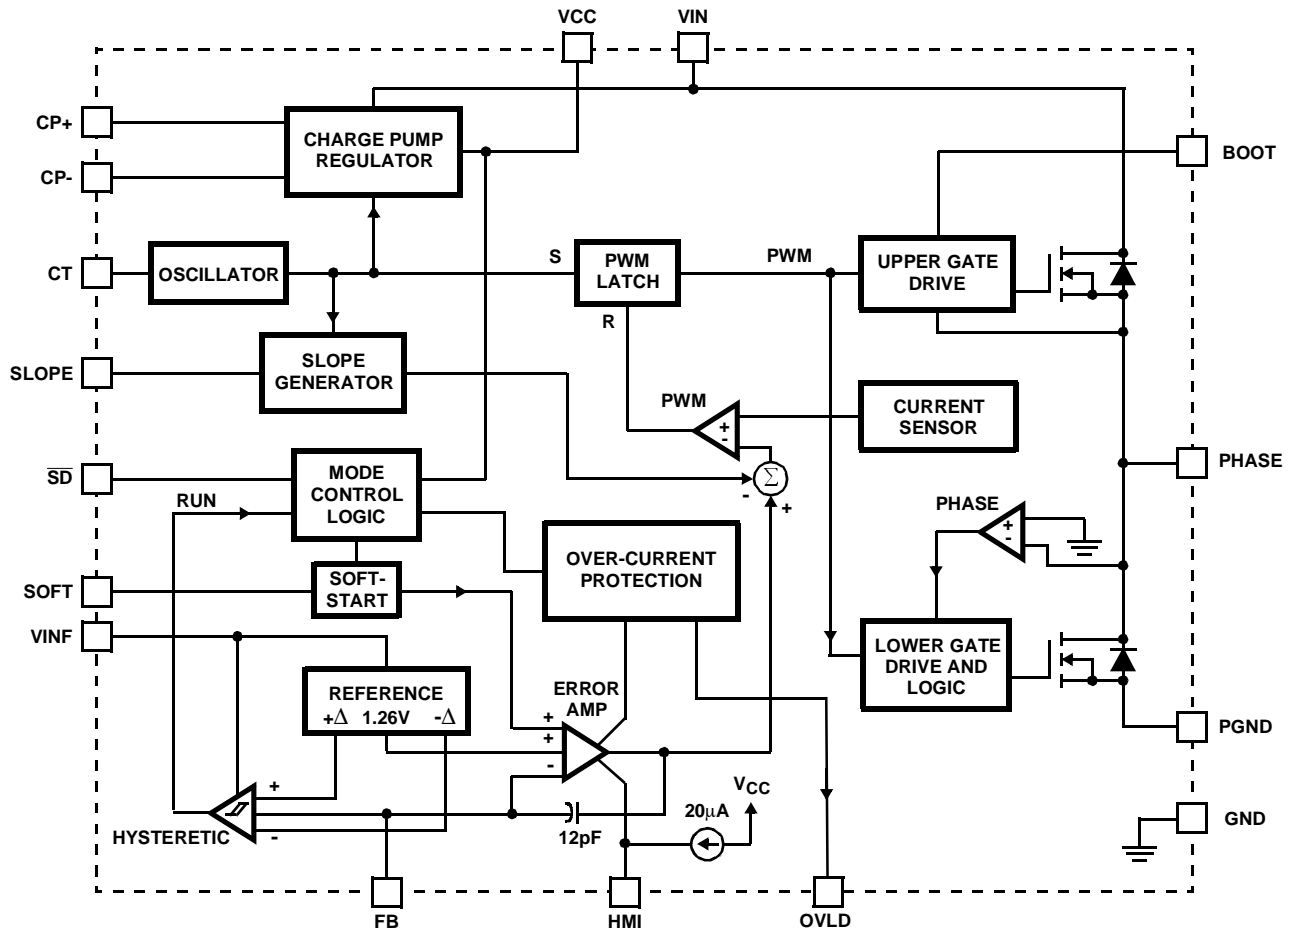 VCC
VIN
CP+
CHARGE PUMP
REGULATOR
CP-
BOOT
CT
OSCILLATOR
S
PWM
LATCH
R
PWM
UPPER GATE
DRIVE
SLOPE
SLOPE
GENERATOR
PWM
+
-
CURRENT
SENSOR
Σ
-
+
SD
MODE
CONTROL
LOGIC
RUN
PHASE
PHASE
+
-
OVER-CURRENT
PROTECTION
SOFT
SOFT-
START
VINF
LOWER GATE
DRIVE AND
LOGIC
REFERENCE
+Δ 1.26V -Δ
ERROR
AMP
+
+
-
PGND
+
-
HYSTERETIC
12pF
20μA
VCC
GND
FB
HMI
OVLD